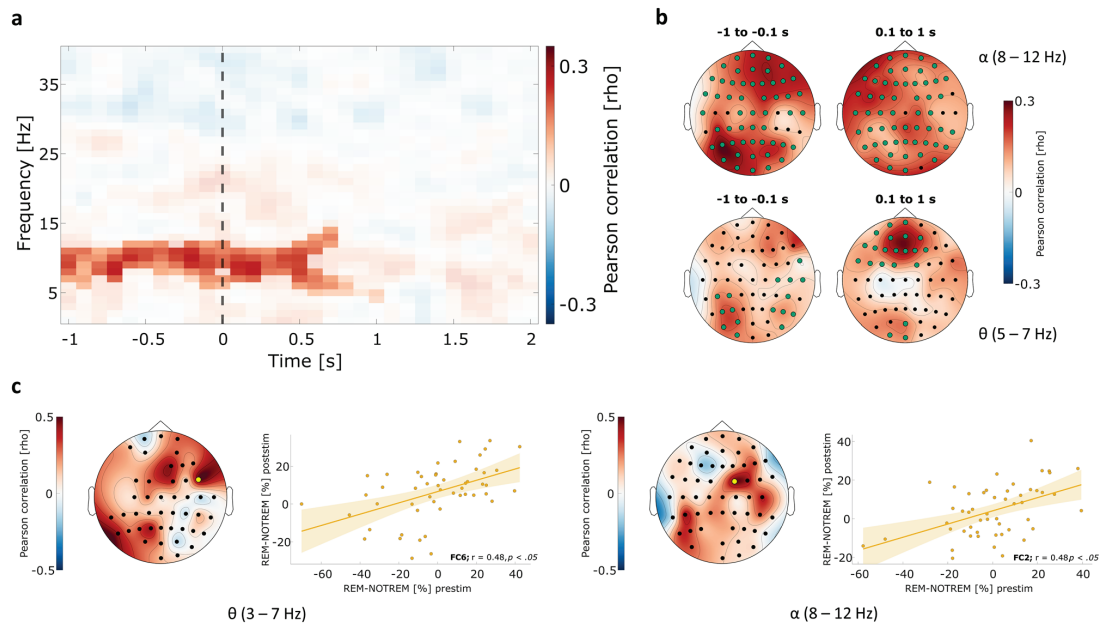 a
Frequency [Hz]
35
25
15
5
-1
-0.5
0
0.5
1
1.5
2
Time [s]
0.3
0
-0.3
Pearson correlation [rho]
b
-1 to -0.1 s
0.1 to 1 s
α (8 – 12 Hz)
-1 to -0.1 s
0.1 to 1 s
θ (5 – 7 Hz)
0.3
0
-0.3
Pearson correlation [rho]
c
Pearson correlation [rho]
0.5
0
-0.5
REM-NOTREM [%] poststim
20
0
-20
FC6; r = 0.48, p < .05
-60
-40
-20
0
20
40
REM-NOTREM [%] prestim
θ (3 – 7 Hz)
Pearson correlation [rho]
0.5
0
-0.5
REM-NOTREM [%] poststim
40
20
0
-20
FC2; r = 0.48 p < .05
-60
-40
-20
0
20
40
REM-NOTREM [%] prestim
α (8 – 12 Hz)